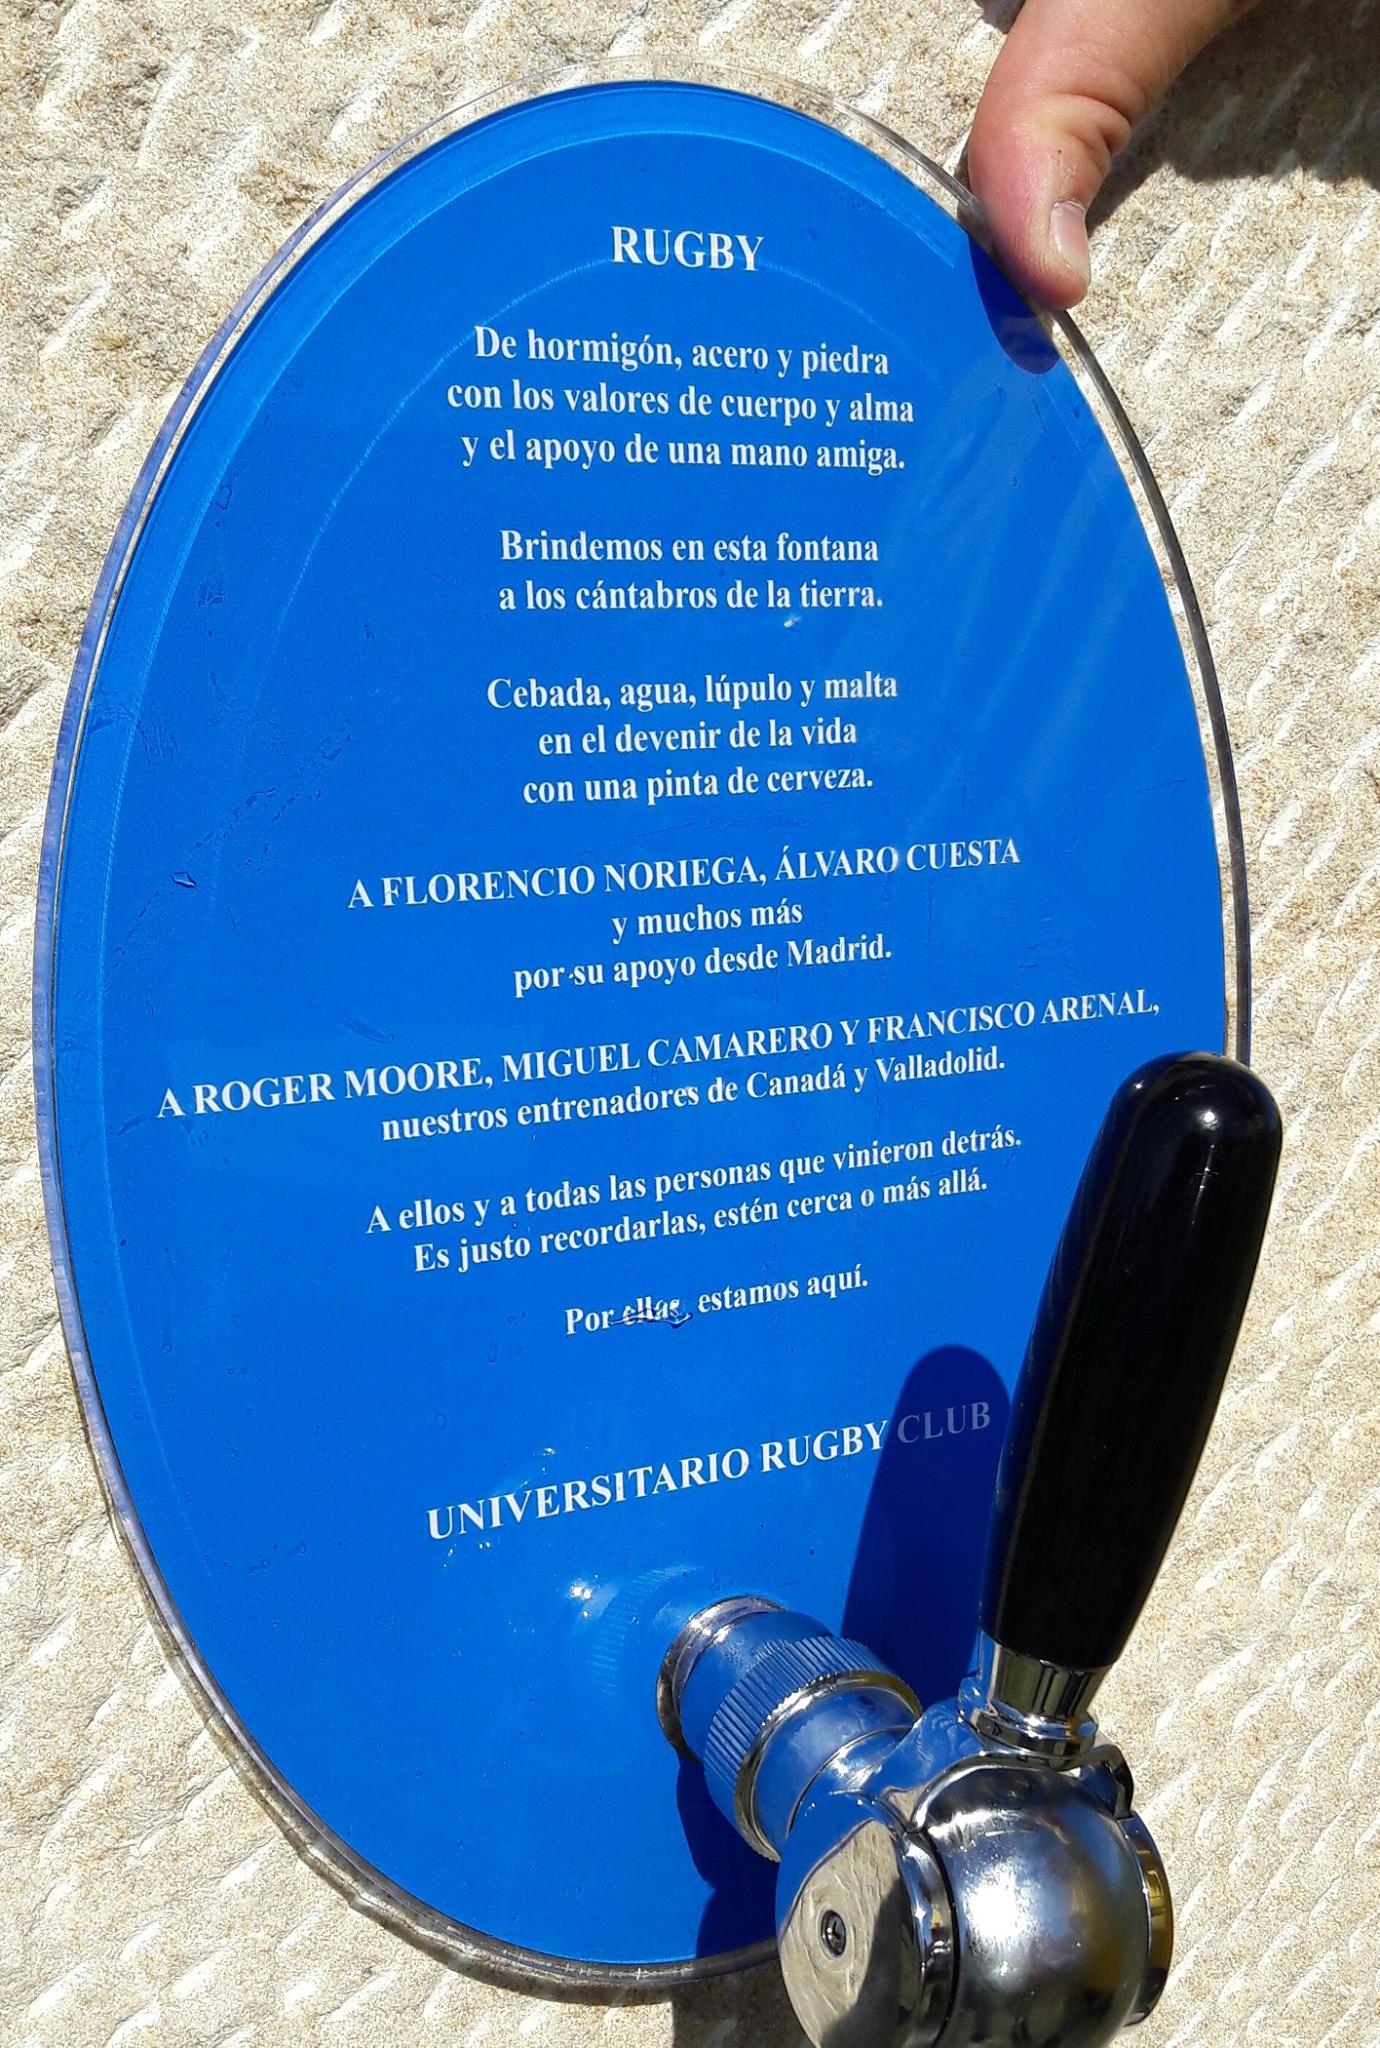 RUGBY
De hormigón, acero y piedra
con los valores de cuerpo y alma
y el apoyo de una mano amiga.
Brindemos en esta fontana
a los cántabros de la tierra.
Cebada, agua, lúpulo y malta
en el devenir de la vida
con una pinta de cerveza.
A FLORENCIO NORIEGA, ÁLVARO CUESTA
y muchos más
por su apoyo desde Madrid.
A ROGER MOORE, MIGUEL CAMARERO Y FRANCISCO ARENAL,
nuestros entrenadores de Canadá y Valladolid.
A ellos y a todas las personas que vinieron detrás.
Es justo recordarlas, estén cerca o más allá.
Por ellas, estamos aquí.
UNIVERSITARIO RUGBY CLUB